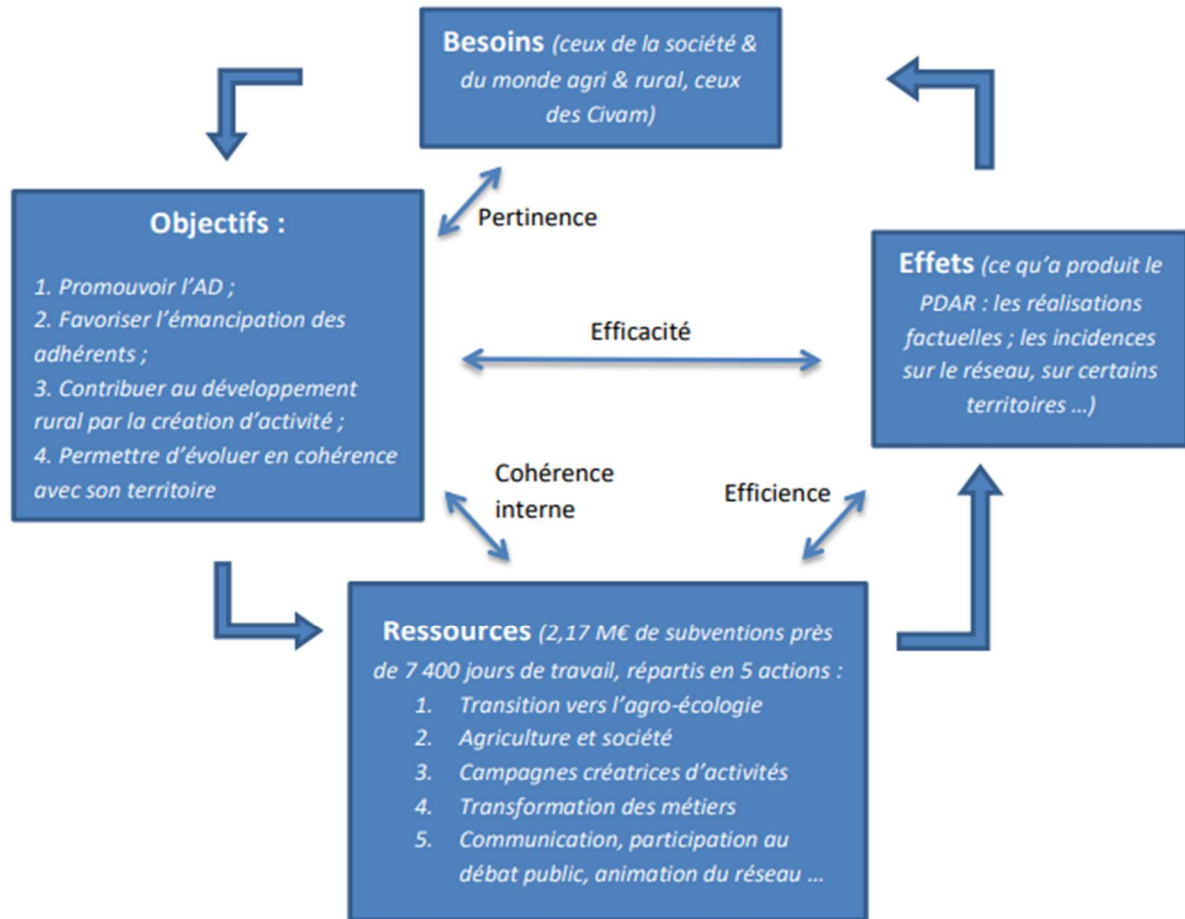 Besoins (ceux de la société &
du monde agri & rural, ceux
des Civam)
Objectifs :
1. Promouvoir l'AD ;
2. Favoriser l'émancipation des
adhérents ;
3. Contribuer au développement
rural par la création d'activité ;
4. Permettre d'évoluer en cohérence
avec son territoire
Pertinence
Efficacité
Effets (ce qu'a produit le
PDAR : les réalisations
factuelles ; les incidences
sur le réseau, sur certains
territoires ...)
Cohérence
interne
Efficience
Ressources (2,17 M€ de subventions près
de 7 400 jours de travail, répartis en 5 actions :
1. Transition vers l'agro-écologie
2. Agriculture et société
3. Campagnes créatrices d'activités
4. Transformation des métiers
5. Communication, participation au
débat public, animation du réseau ...